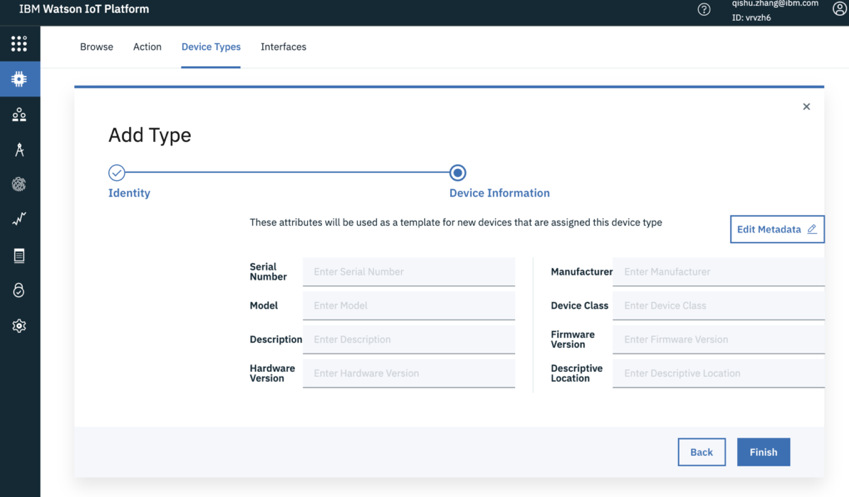 IBM Watson IoT Platform
qishu.zhang@ibm.com
ID: vrvzh6
Browse Action Device Types Interfaces
Add Type
Identity Device Information
These attributes will be used as a template for new devices that are assigned this device type
Edit Metadata
Serial Number Enter Serial Number
Manufacturer Enter Manufacturer
Model Enter Model
Device Class Enter Device Class
Description Enter Description
Firmware Version Enter Firmware Version
Hardware Version Enter Hardware Version
Descriptive Location Enter Descriptive Location
Back Finish